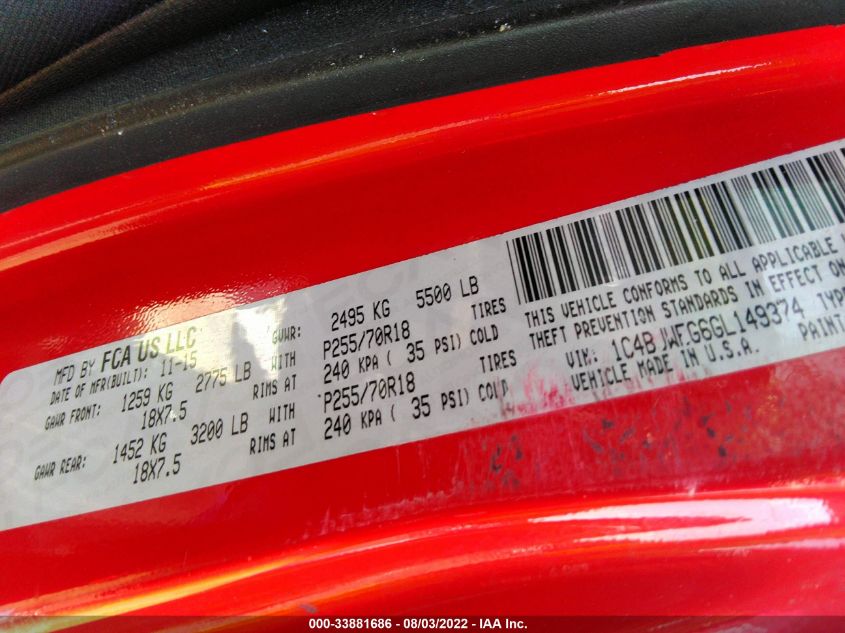 MFD BY FCA US LLC
DATE OF MFR(BUILT): 11-15 GVWR: 2495 KG 5500 LB
GAWR FRONT: 1259 KG 2775 LB WITH P255/70R18 TIRES
18X7.5 RIMS AT 240 KPA ( 35 PSI) COLD
GAWR REAR: 1452 KG 3200 LB WITH P255/70R18 TIRES
18X7.5 RIMS AT 240 KPA ( 35 PSI) COLD
THIS VEHICLE CONFORMS TO ALL APPLICABLE
THEFT PREVENTION STANDARDS IN EFFECT ON
VIN: 1C4BJWFG6GL149374 TYPE
VEHICLE MADE IN U.S.A. PAINT
000-33881686 - 08/03/2022 - IAA Inc.